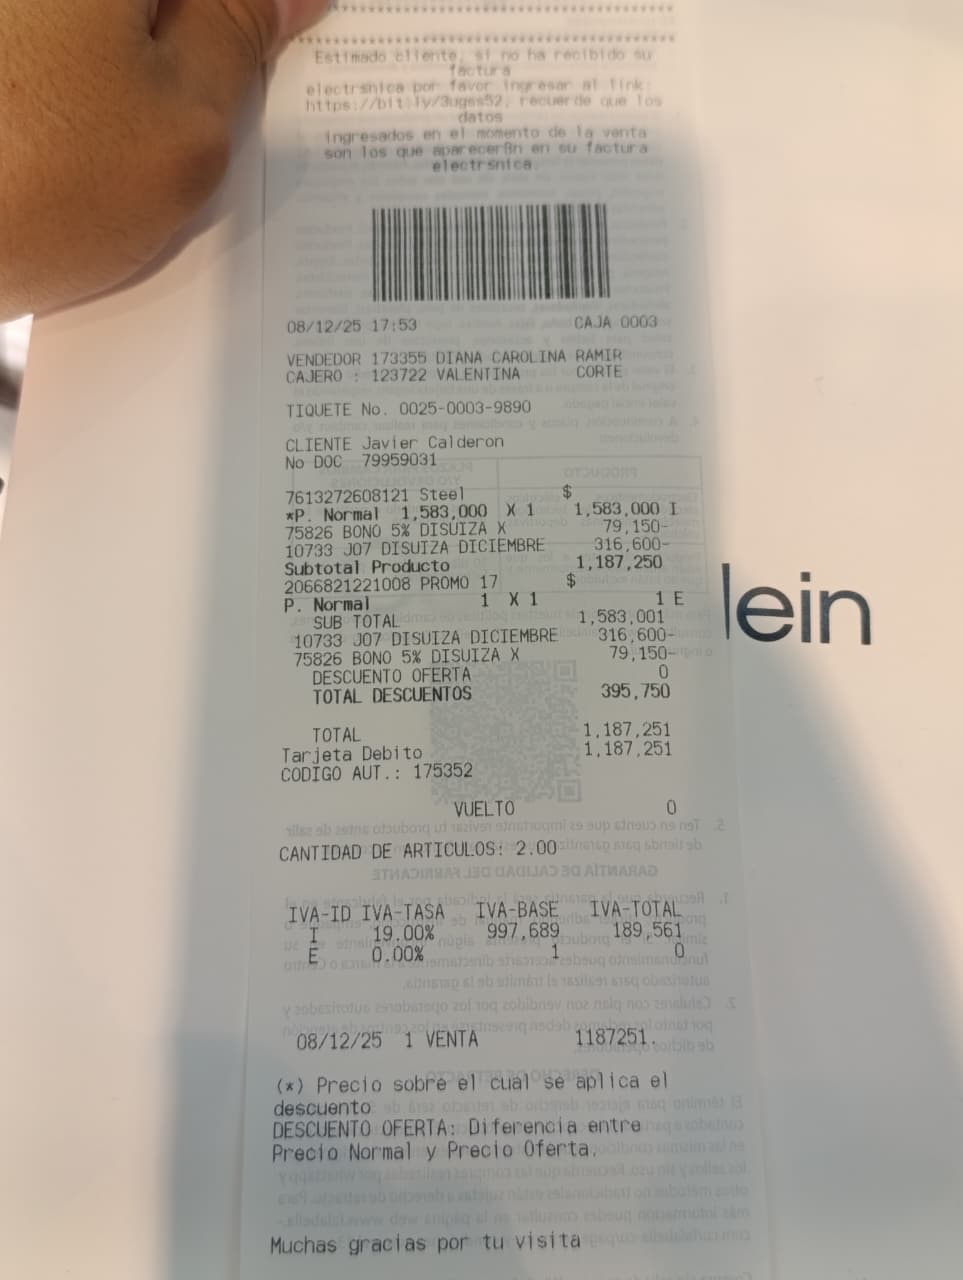 Estimado cliente, si no ha recibido su
factura
electrsnica por favor ingresar al link:
https://bit.ly/3ugms52, recuerde que los
datos
ingresados en el momento de la venta
son los que aparecer8n en su factura
electrsnica.
08/12/25 17:53 CAJA 0003
VENDEDOR 173355 DIANA CAROLINA RAMIR
CAJERO : 123722 VALENTINA CORTE
TIQUETE No. 0025-0003-9890
CLIENTE Javier Calderon
No DOC 79959031
7613272608121 Steel $
*P. Normal 1,583,000 X 1 1,583,000 I
75826 BONO 5% DISUIZA X 79,150-
10733 J07 DISUIZA DICIEMBRE 316,600-
Subtotal Producto 1,187,250
2066821221008 PROMO 17 $
P. Normal 1 X 1 1 E
SUB TOTAL 1,583,001
10733 J07 DISUIZA DICIEMBRE 316,600-
75826 BONO 5% DISUIZA X 79,150-
DESCUENTO OFERTA 0
TOTAL DESCUENTOS 395,750
TOTAL 1,187,251
Tarjeta Debito 1,187,251
CODIGO AUT.: 175352
VUELTO 0
CANTIDAD DE ARTICULOS: 2.00
IVA-ID IVA-TASA IVA-BASE IVA-TOTAL
I 19.00% 997,689 189,561
E 0.00% 1 0
08/12/25 1 VENTA 1187251.
(*) Precio sobre el cual se aplica el
descuento
DESCUENTO OFERTA: Diferencia entre
Precio Normal y Precio Oferta.
Muchas gracias por tu visita
lein